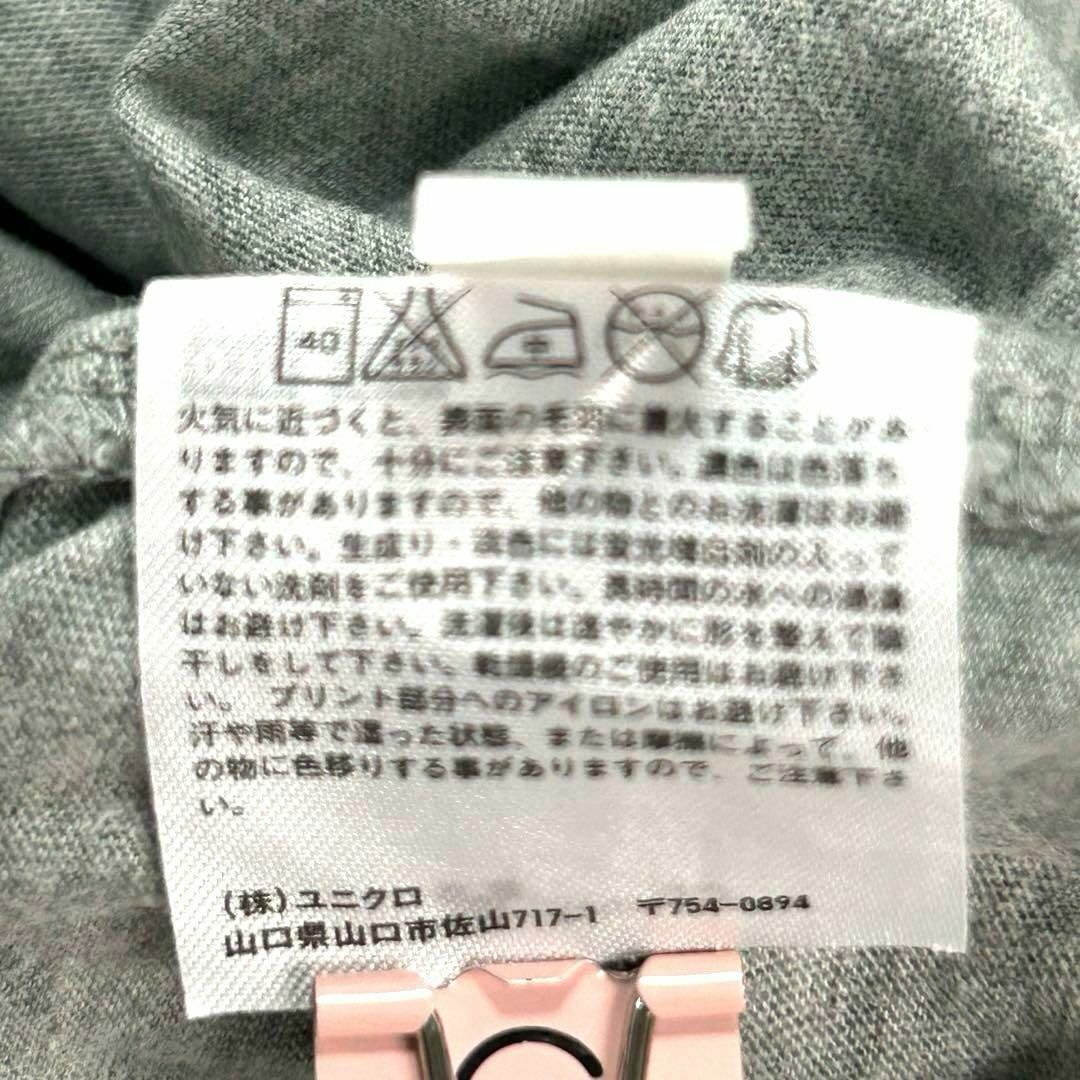 40
火気に近づくと、表面の毛羽に着火することがあ
りますので、十分にご注意下さい。濃色は色落ち
する事がありますので、他の物とのお洗濯はお避
け下さい。生成り・淡色には蛍光増白剤の入って
いない洗剤をご使用下さい。長時間の水への浸漬
はお避け下さい。洗濯後は速やかに形を整えて陰
干しをして下さい。乾燥機のご使用はお避け下さ
い。プリント部分へのアイロンはお避け下さい。
汗や雨等で湿った状態、または摩擦によって、他
の物に色移りする事がありますので、ご注意下さ
い。
(株)ユニクロ
山口県山口市佐山717-1 〒754-0894